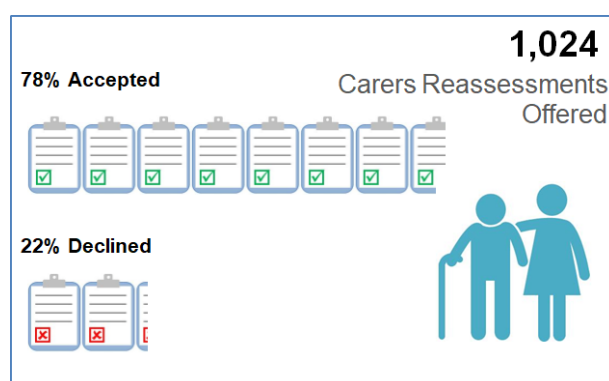 1,024
78% Accepted
Carers Reassessments
Offered
22% Declined